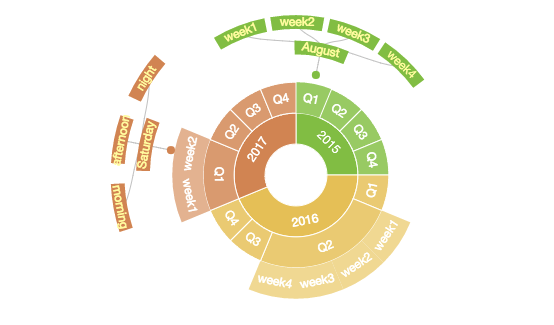 week1
week2
week3
week4
August
night
afternoon
morning
Saturday
2015
Q1
Q2
Q3
Q4
2016
Q1
Q2
week1
week2
week3
week4
Q3
Q4
2017
Q1
week1
week2
Q2
Q3
Q4